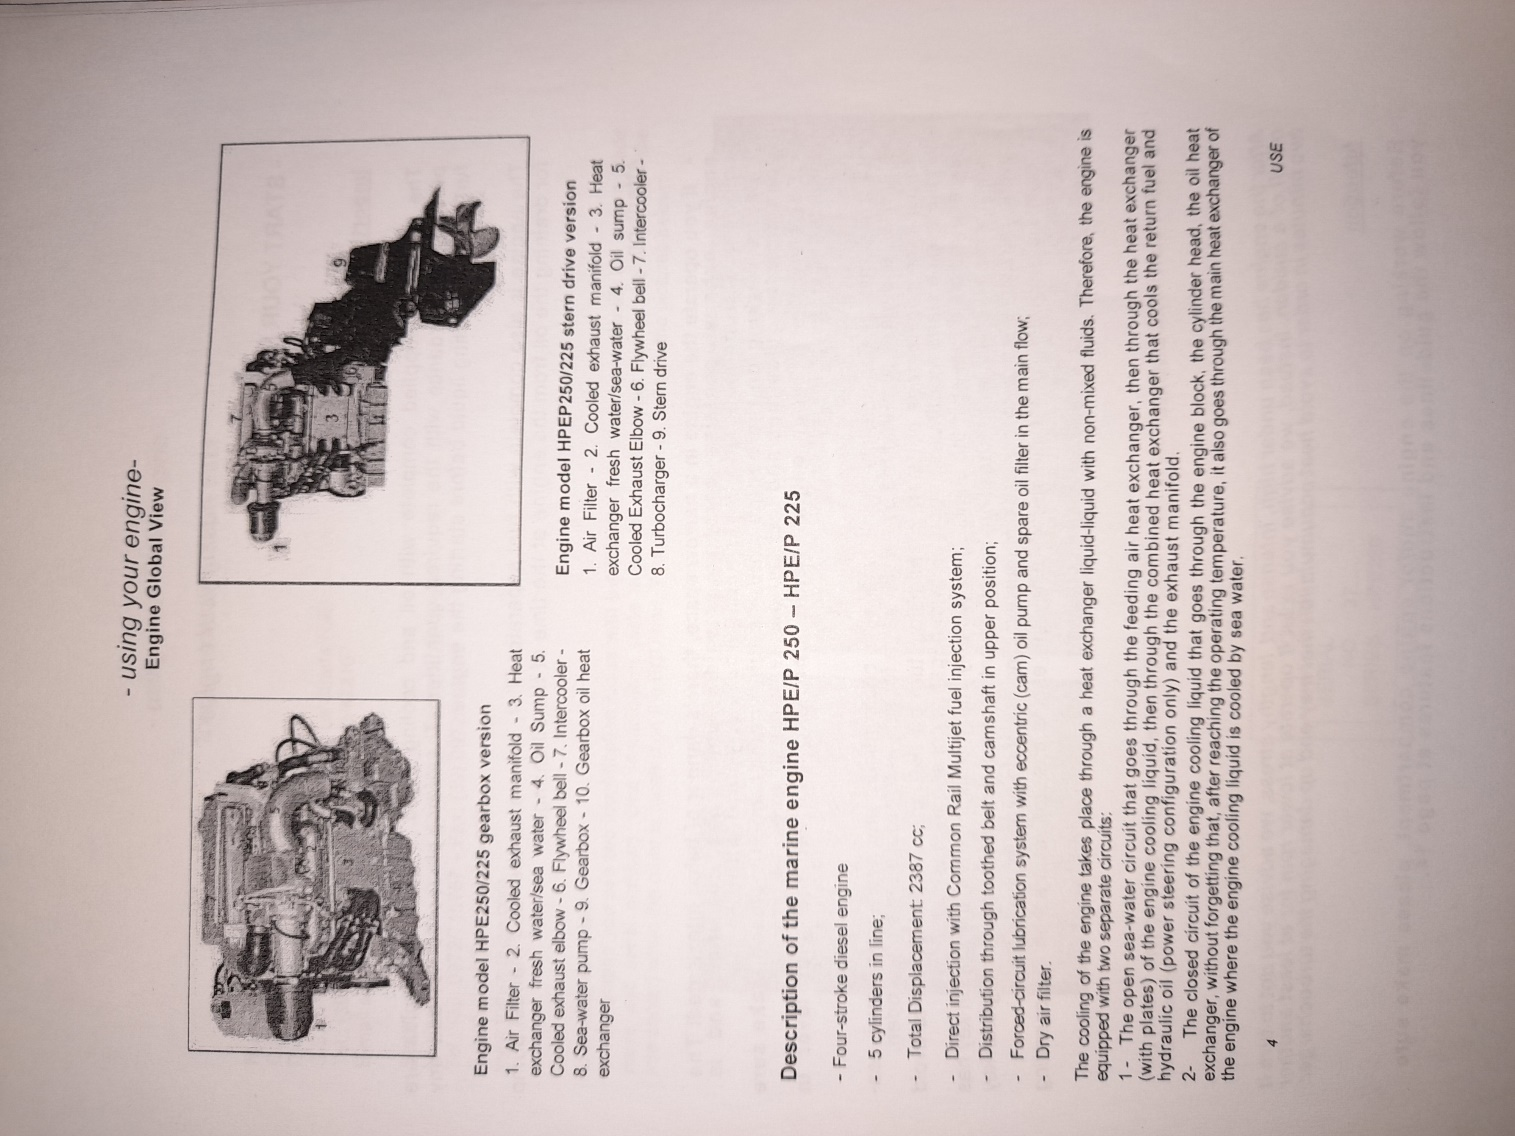 - using your engine-
Engine Global View
1
2
3
5
Engine model HPE250/225 gearbox version
1. Air Filter - 2. Cooled exhaust manifold - 3. Heat
exchanger fresh water/sea water - 4. Oil Sump - 5.
Cooled exhaust elbow - 6. Flywheel bell - 7. Intercooler -
8. Sea-water pump - 9. Gearbox - 10. Gearbox oil heat
exchanger
1
7
3
5
9
Engine model HPEP250/225 stern drive version
1. Air Filter - 2. Cooled exhaust manifold - 3. Heat
exchanger fresh water/sea-water - 4. Oil sump - 5.
Cooled Exhaust Elbow - 6. Flywheel bell - 7. Intercooler -
8. Turbocharger - 9. Stern drive
Description of the marine engine HPE/P 250 – HPE/P 225
- Four-stroke diesel engine
- 5 cylinders in line;
- Total Displacement: 2387 cc;
- Direct injection with Common Rail Multijet fuel injection system;
- Distribution through toothed belt and camshaft in upper position;
- Forced-circuit lubrication system with eccentric (cam) oil pump and spare oil filter in the main flow;
- Dry air filter.
The cooling of the engine takes place through a heat exchanger liquid-liquid with non-mixed fluids. Therefore, the engine is
equipped with two separate circuits:
1 - The open sea-water circuit that goes through the feeding air heat exchanger, then through the heat exchanger
(with plates) of the engine cooling liquid, then through the combined heat exchanger that cools the return fuel and
hydraulic oil (power steering configuration only) and the exhaust manifold.
2- The closed circuit of the engine cooling liquid that goes through the engine block, the cylinder head, the oil heat
exchanger, without forgetting that, after reaching the operating temperature, it also goes through the main heat exchanger of
the engine where the engine cooling liquid is cooled by sea water.
4
USE